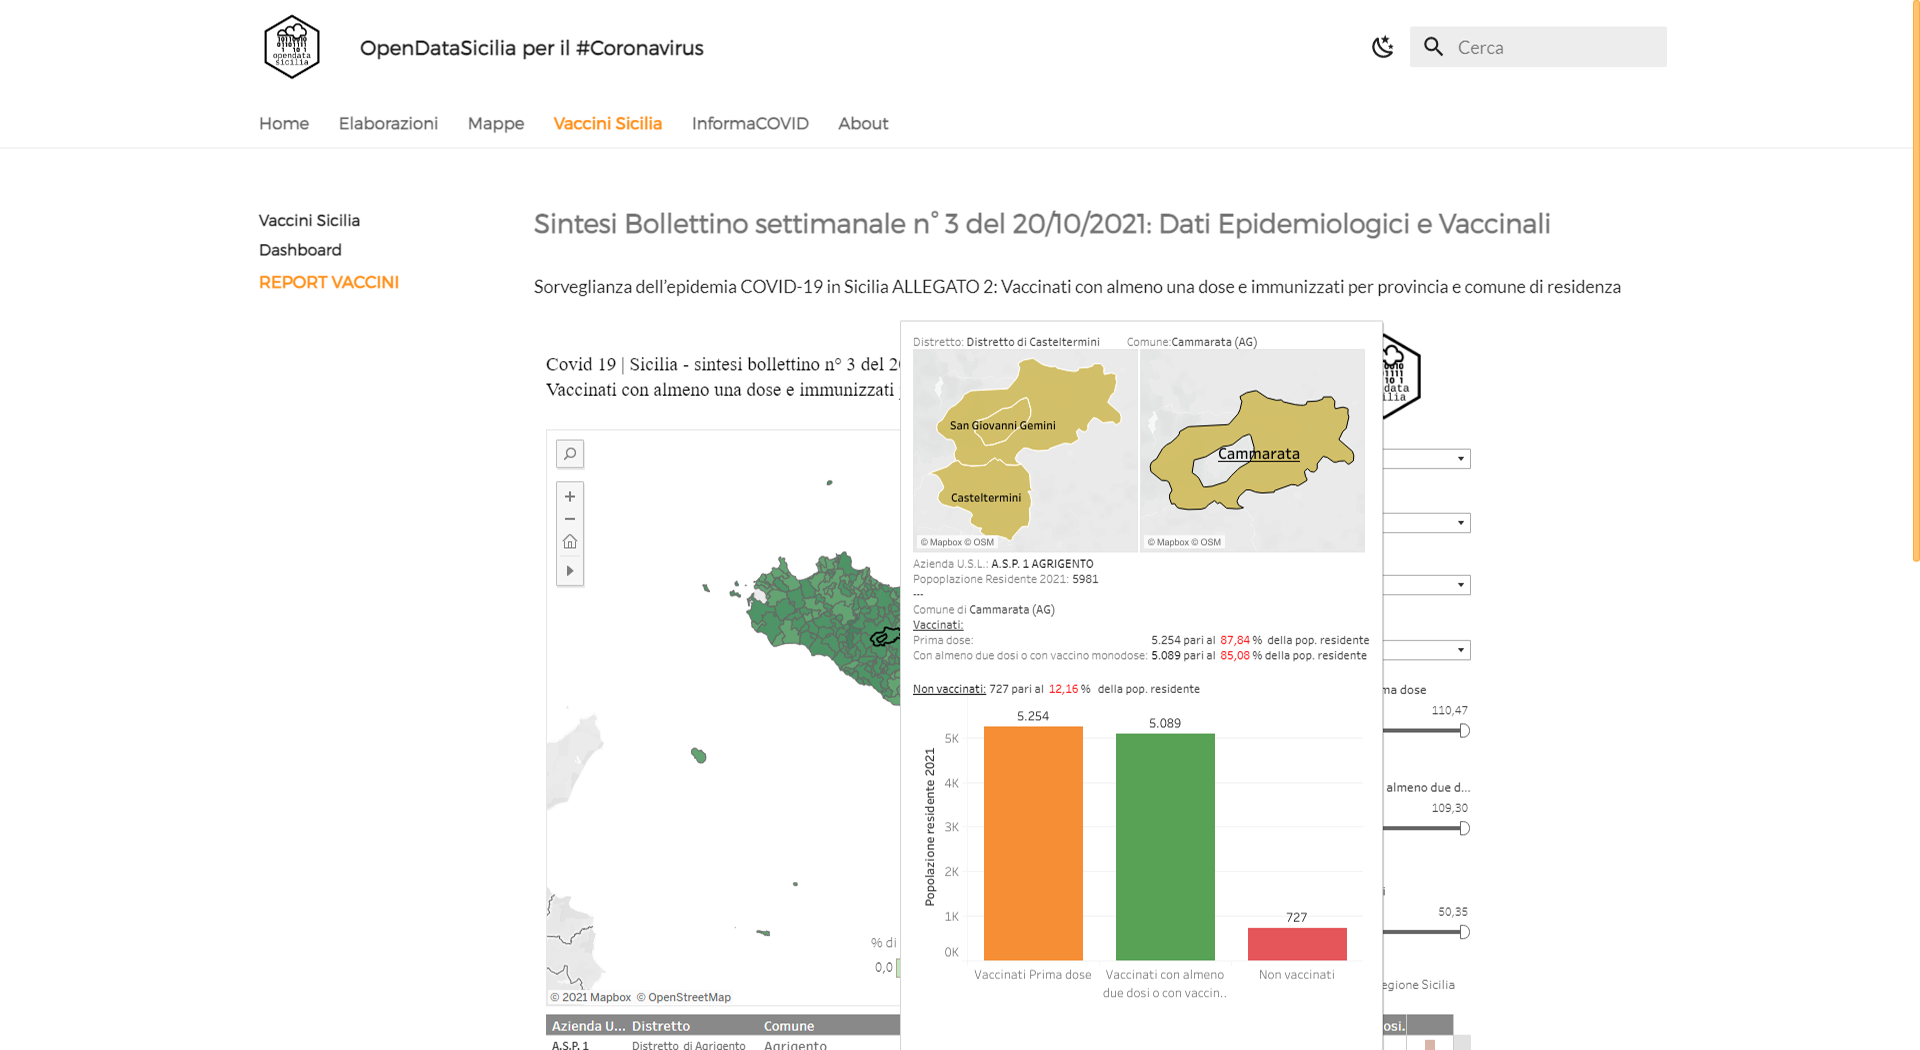 opendata
sicilia
OpenDataSicilia per il #Coronavirus
Cerca
Home
Elaborazioni
Mappe
Vaccini Sicilia
InformaCOVID
About
Vaccini Sicilia
Dashboard
REPORT VACCINI
Sintesi Bollettino settimanale n° 3 del 20/10/2021: Dati Epidemiologici e Vaccinali
Sorveglianza dell'epidemia COVID-19 in Sicilia ALLEGATO 2: Vaccinati con almeno una dose e immunizzati per provincia e comune di residenza
Covid 19 | Sicilia - sintesi bollettino n° 3 del 2
Vaccinati con almeno una dose e immunizzati
Distretto: Distretto di Casteltermini
Comune:Cammarata (AG)
San Giovanni Gemini
Casteltermini
© Mapbox © OSM
Cammarata
© Mapbox © OSM
Azienda U.S.L.: A.S.P. 1 AGRIGENTO
Popoplazione Residente 2021: 5981
---
Comune di Cammarata (AG)
Vaccinati:
Prima dose: 5.254 pari al 87,84 % della pop. residente
Con almeno due dosi o con vaccino monodose: 5.089 pari al 85,08 % della pop. residente
Non vaccinati: 727 pari al 12,16 % della pop. residente
Popolazione residente 2021
5K
4K
3K
2K
1K
0K
5.254
5.089
727
Vaccinati Prima dose
Vaccinati con almeno
due dosi o con vaccin..
Non vaccinati
ma dose
110,47
almeno due d...
109,30
50,35
egione Sicilia
% di
0,0
© 2021 Mapbox © OpenStreetMap
Azienda U... Distretto Comune
osi.
A.S.P. 1 Distretto di Agrigento Agrigento